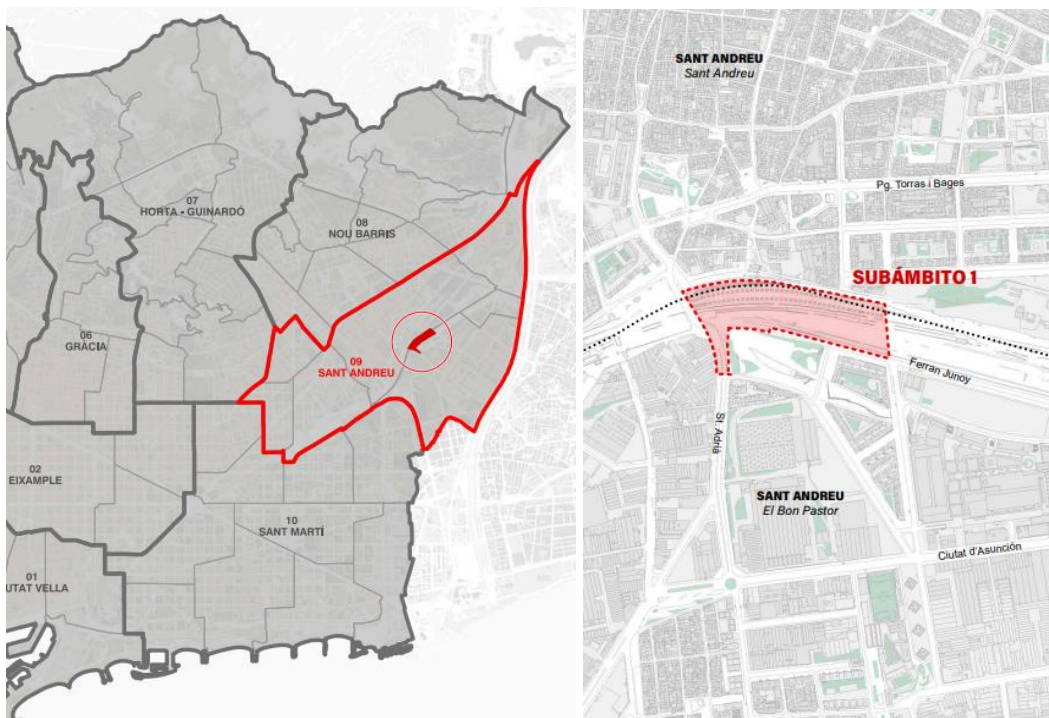 07
HORTA - GUINARDÓ
08
NOU BARRIS
06
GRÀCIA
09
SANT ANDREU
02
EIXAMPLE
10
SANT MARTÍ
01
UTAT VELLA
SANT ANDREU
Sant Andreu
Pg. Torras i Bages
SUBÁMBITO 1
Ferran Junoy
St. Adrià
SANT ANDREU
El Bon Pastor
Ciutat d'Asunción